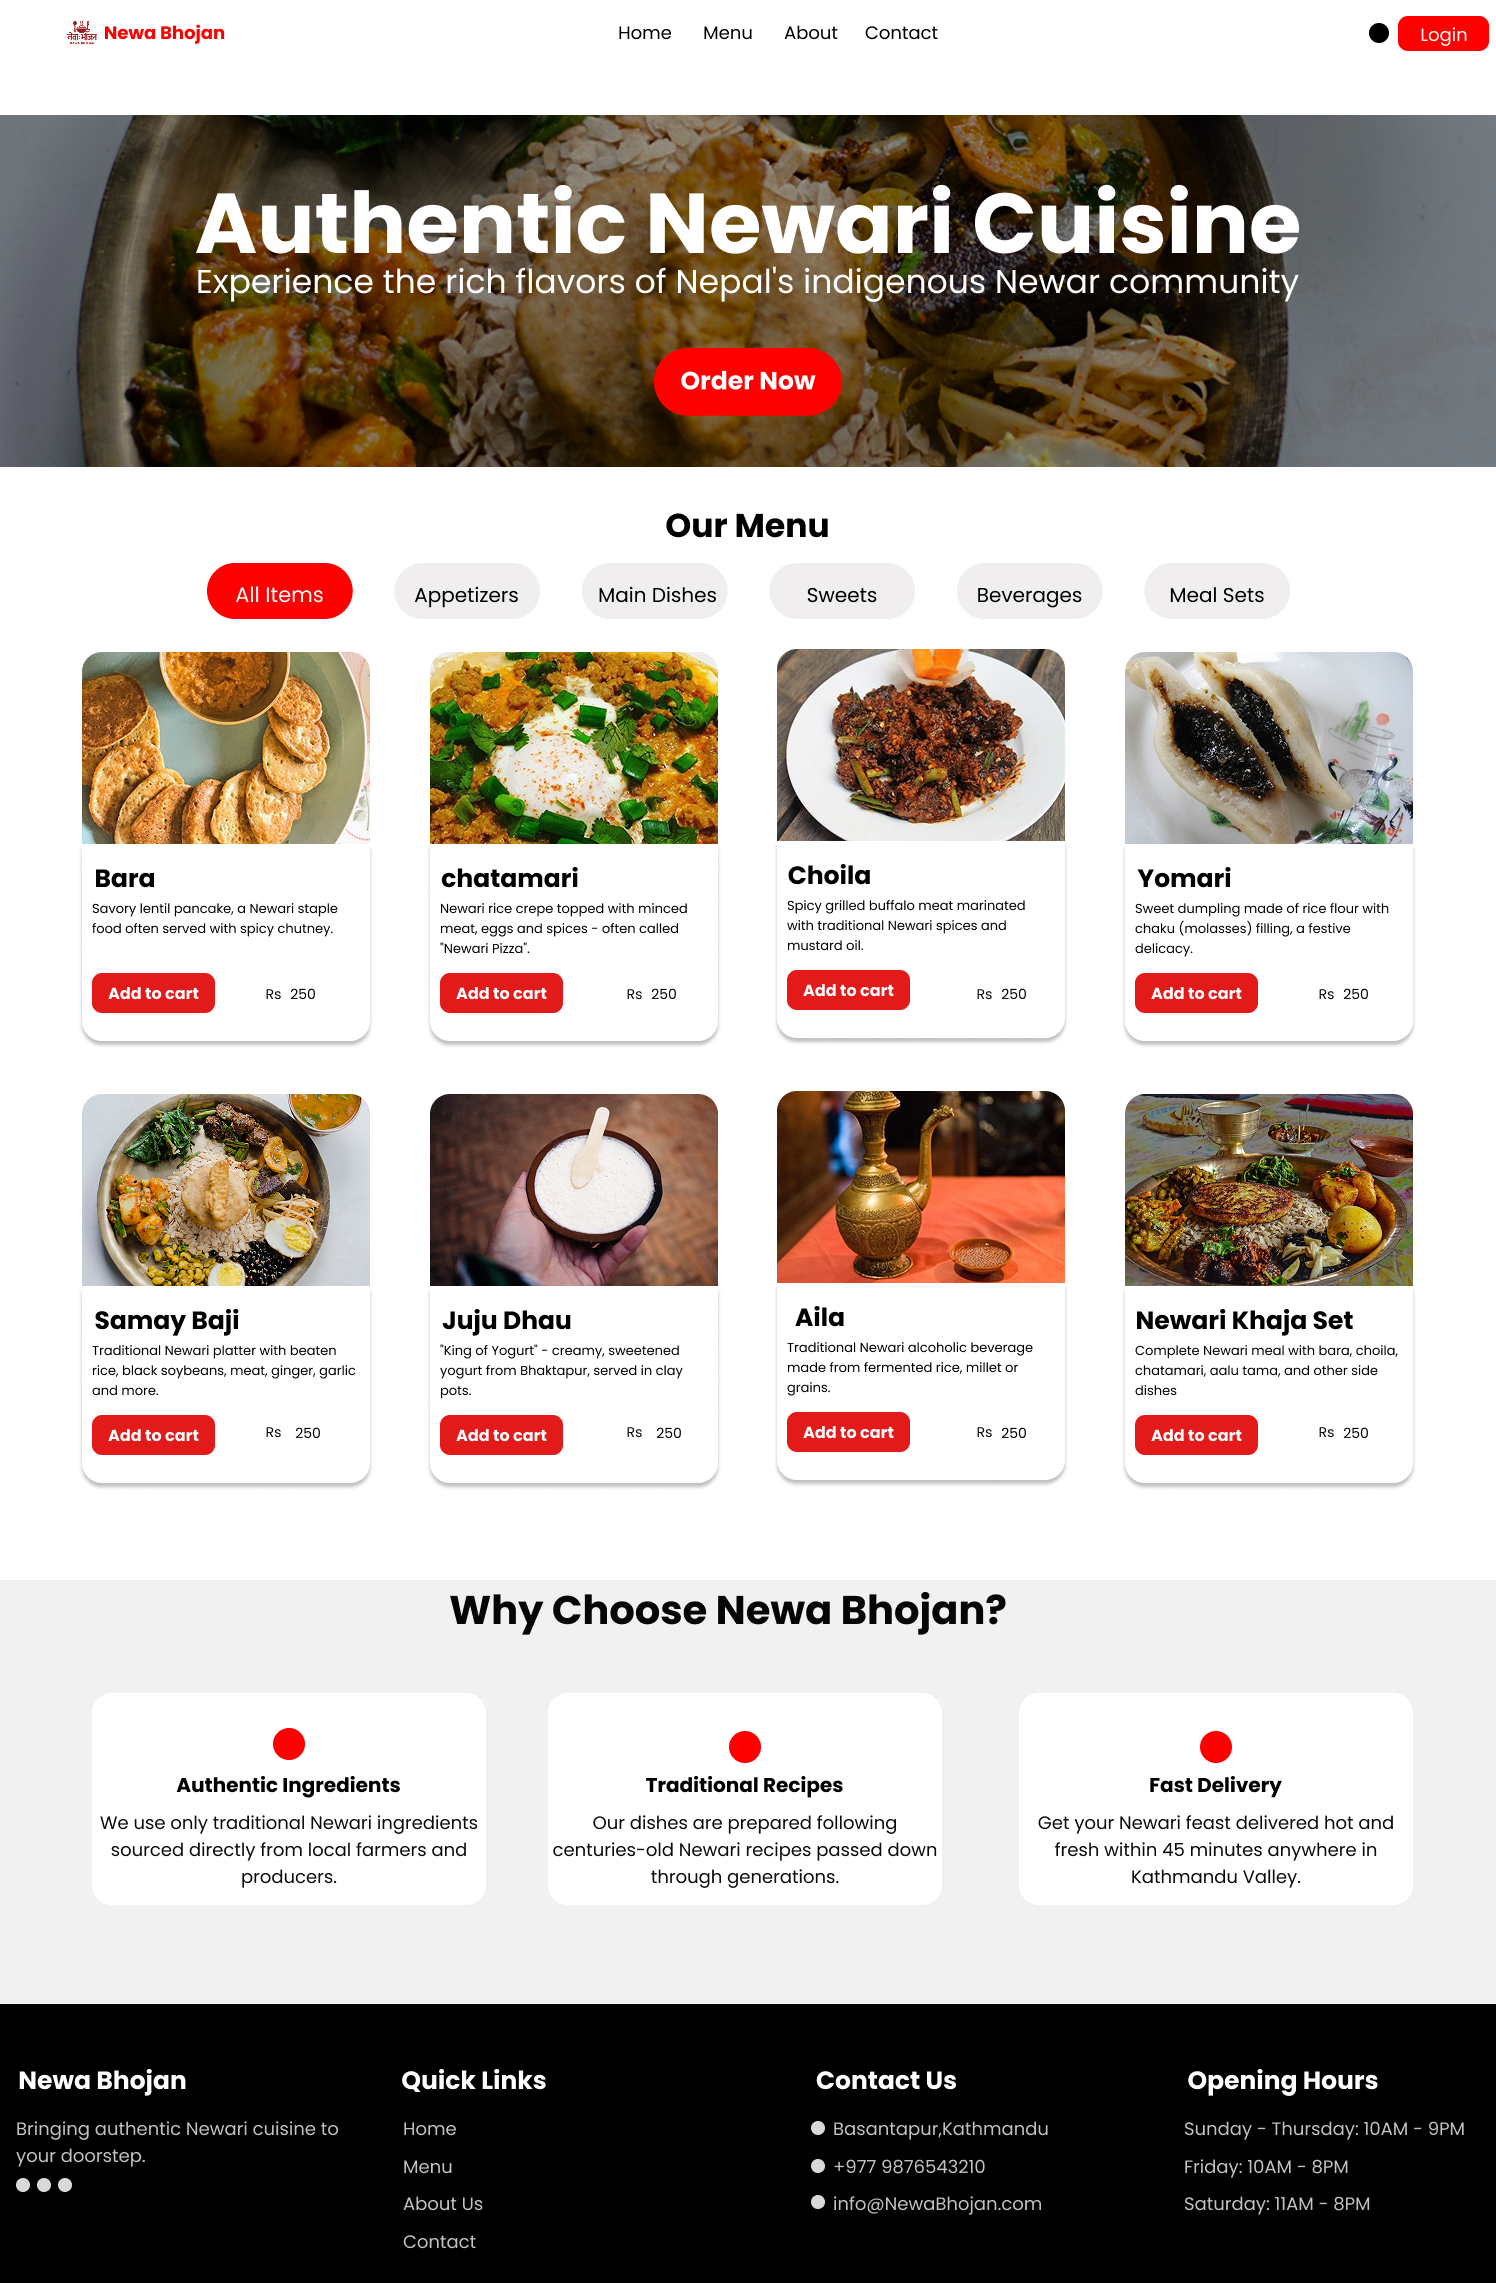 सेवा: भोजन
NEWA BHOJAN
Newa Bhojan
Home
Menu
About
Contact
Login
Authentic Newari Cuisine
Experience the rich flavors of Nepal's indigenous Newar community
Order Now
Our Menu
All Items
Appetizers
Main Dishes
Sweets
Beverages
Meal Sets
Bara
Savory lentil pancake, a Newari staple
food often served with spicy chutney.
Add to cart
Rs 250
chatamari
Newari rice crepe topped with minced
meat, eggs and spices - often called
"Newari Pizza".
Add to cart
Rs 250
Choila
Spicy grilled buffalo meat marinated
with traditional Newari spices and
mustard oil.
Add to cart
Rs 250
Yomari
Sweet dumpling made of rice flour with
chaku (molasses) filling, a festive
delicacy.
Add to cart
Rs 250
Samay Baji
Traditional Newari platter with beaten
rice, black soybeans, meat, ginger, garlic
and more.
Add to cart
Rs 250
Juju Dhau
"King of Yogurt" - creamy, sweetened
yogurt from Bhaktapur, served in clay
pots.
Add to cart
Rs 250
Aila
Traditional Newari alcoholic beverage
made from fermented rice, millet or
grains.
Add to cart
Rs 250
Newari Khaja Set
Complete Newari meal with bara, choila,
chatamari, aalu tama, and other side
dishes
Add to cart
Rs 250
Why Choose Newa Bhojan?
Authentic Ingredients
We use only traditional Newari ingredients
sourced directly from local farmers and
producers.
Traditional Recipes
Our dishes are prepared following
centuries-old Newari recipes passed down
through generations.
Fast Delivery
Get your Newari feast delivered hot and
fresh within 45 minutes anywhere in
Kathmandu Valley.
Newa Bhojan
Bringing authentic Newari cuisine to
your doorstep.
Quick Links
Home
Menu
About Us
Contact
Contact Us
Basantapur,Kathmandu
+977 9876543210
info@NewaBhojan.com
Opening Hours
Sunday - Thursday: 10AM - 9PM
Friday: 10AM - 8PM
Saturday: 11AM - 8PM